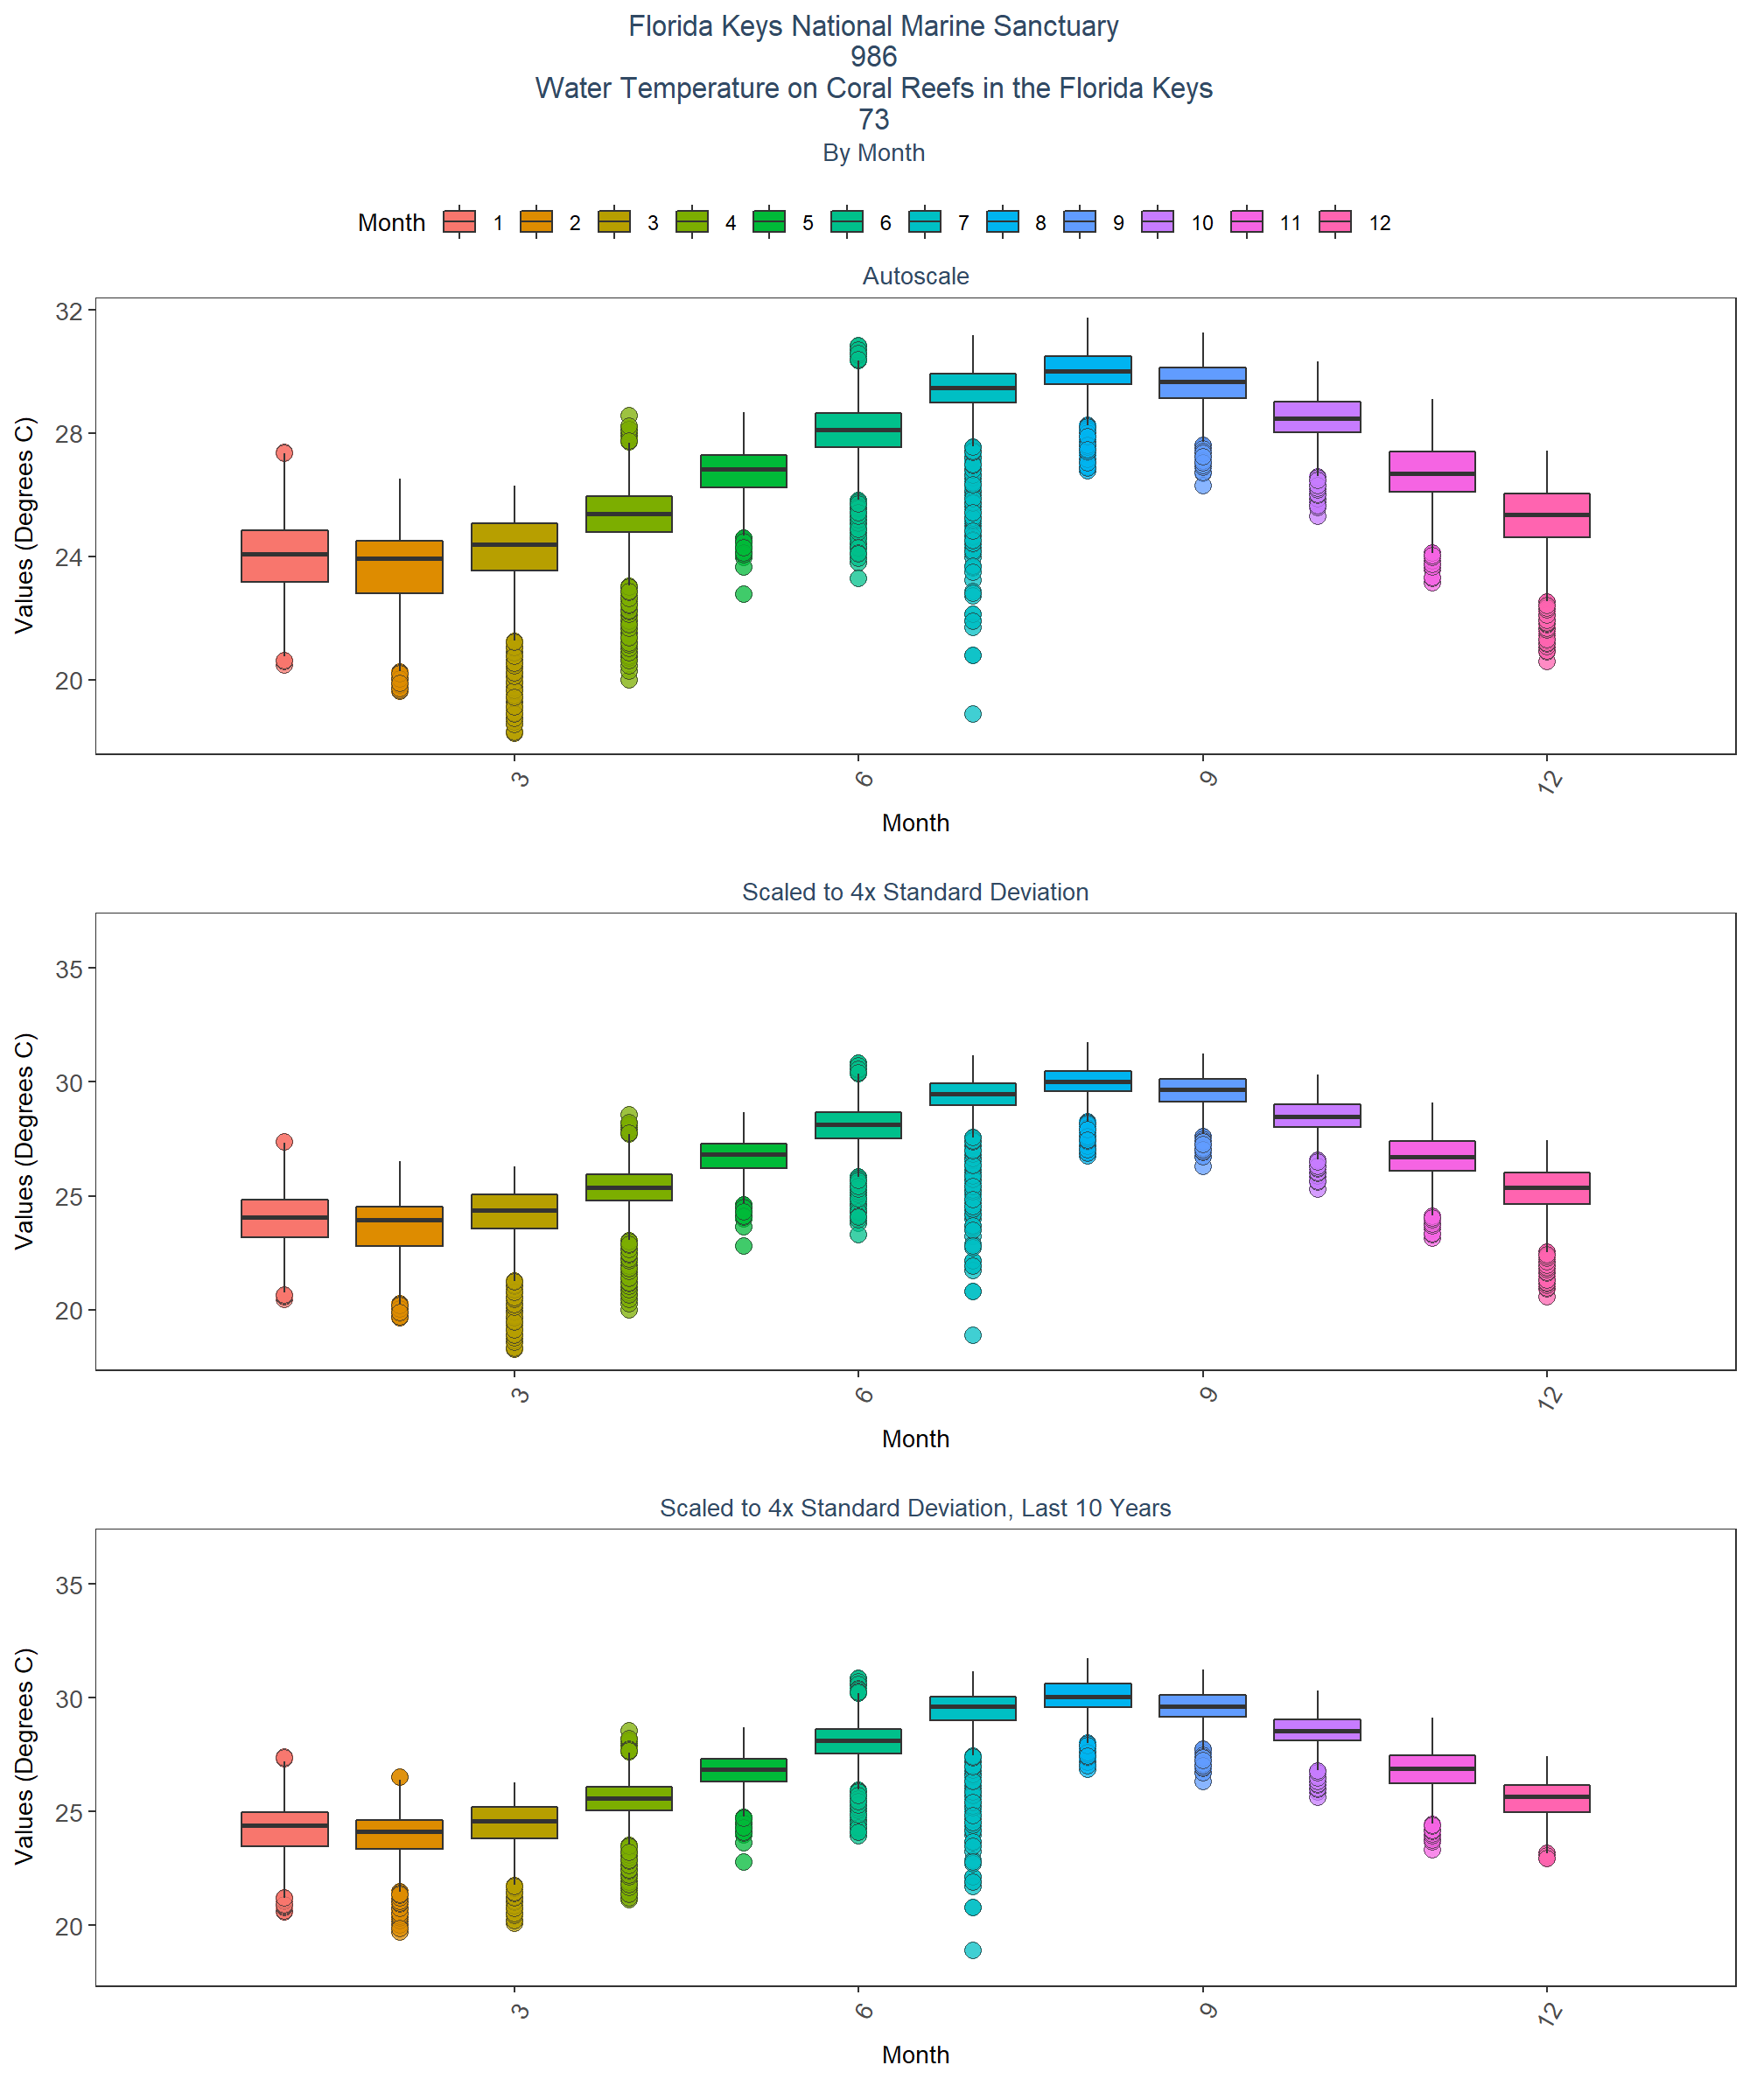 Florida Keys National Marine Sanctuary
986
Water Temperature on Coral Reefs in the Florida Keys
73
By Month
Month 1 2 3 4 5 6 7 8 9 10 11 12
Autoscale
Values (Degrees C)
32
28
24
20
3 6 9 12
Month
Scaled to 4x Standard Deviation
Values (Degrees C)
35
30
25
20
3 6 9 12
Month
Scaled to 4x Standard Deviation, Last 10 Years
Values (Degrees C)
35
30
25
20
3 6 9 12
Month